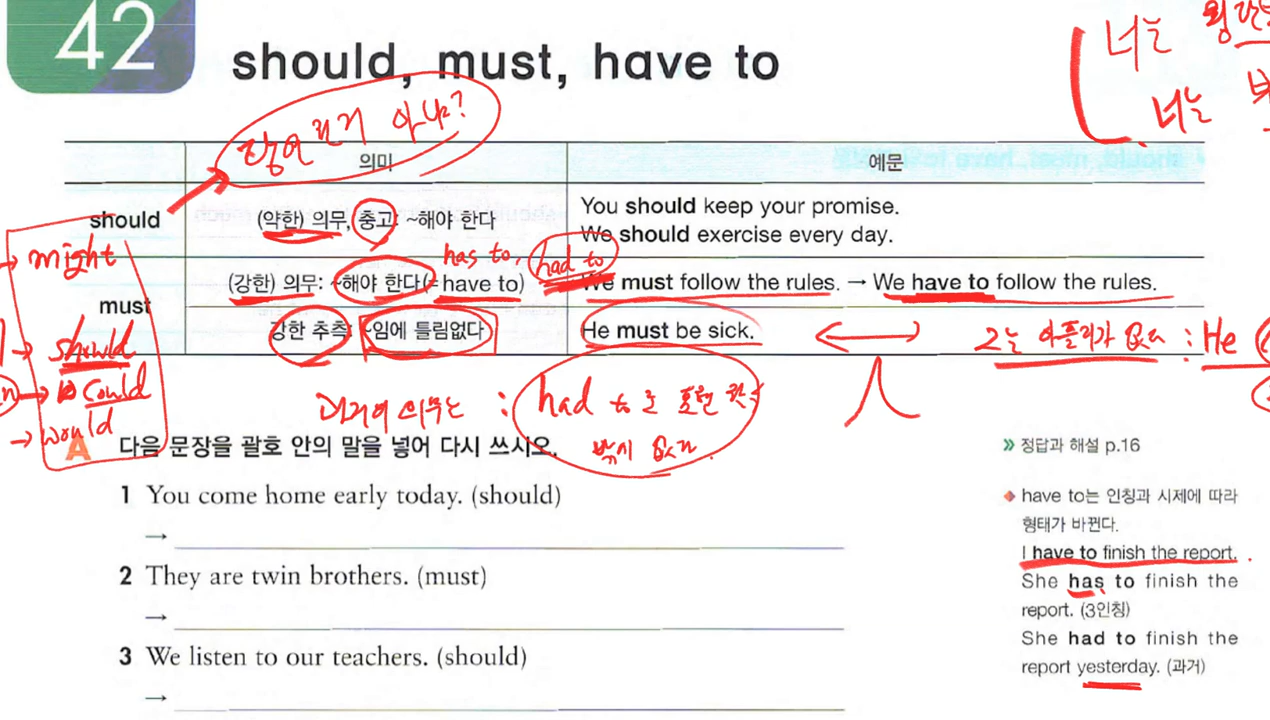 42
should, must, have to
너는
너는
당연한거 아냐?
의미
예문
should
(약한) 의무, 충고: ~해야 한다
You should keep your promise.
We should exercise every day.
might
has to, had to
must
(강한) 의무: ~해야 한다(= have to)
We must follow the rules. → We have to follow the rules.
강한 추측: ~임에 틀림없다
He must be sick.
그는 아플리가 없다 : He
should
could
would
과거의 의무는 : had to로 표현
밖에 없다.
A 다음 문장을 괄호 안의 말을 넣어 다시 쓰시오.
» 정답과 해설 p.16
1 You come home early today. (should)
→
2 They are twin brothers. (must)
→
3 We listen to our teachers. (should)
→
have to는 인칭과 시제에 따라
형태가 바뀐다.
I have to finish the report.
She has to finish the
report. (3인칭)
She had to finish the
report yesterday. (과거)